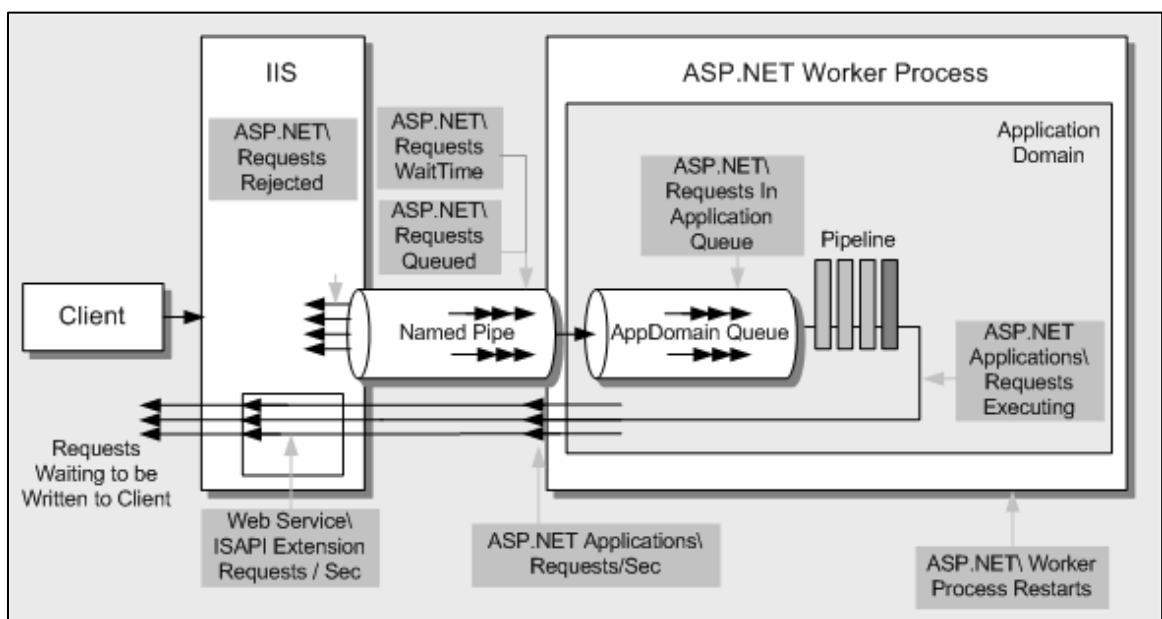 IIS
ASP.NET\
Requests
Rejected
ASP.NET\
Requests
WaitTime
ASP.NET\
Requests
Queued
ASP.NET Worker Process
Application
Domain
ASP.NET\
Requests In
Application
Queue
Pipeline
Client
Named Pipe
AppDomain Queue
ASP.NET
Applications\
Requests
Executing
Requests
Waiting to be
Written to Client
Web Service\
ISAPI Extension
Requests / Sec
ASP.NET Applications\
Requests/Sec
ASP.NET\ Worker
Process Restarts